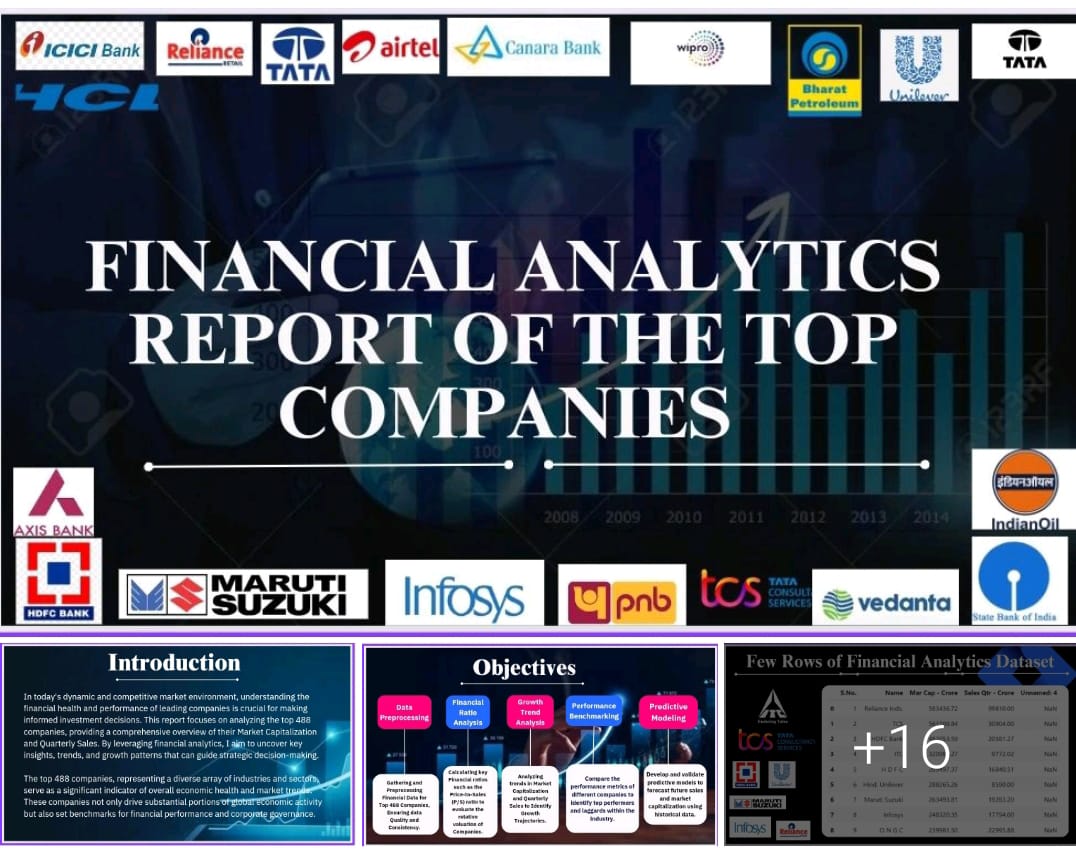 ICICI Bank
Reliance
RETAIL
TATA
airtel
Canara Bank
wipro
Bharat
Petroleum
Unilever
TATA
HCL
FINANCIAL ANALYTICS
REPORT OF THE TOP
COMPANIES
100
2008 2009 2010 2011 2012 2013 2014
AXIS BANK
HDFC BANK
MARUTI
SUZUKI
Infosys
pnb
tcs TATA
SERVICES
vedanta
इंडियनऑयल
IndianOil
State Bank of India
Introduction
In today's dynamic and competitive market environment, understanding the
financial health and performance of leading companies is crucial for making
informed investment decisions. This report focuses on analyzing the top 488
companies, providing a comprehensive overview of their Market Capitalization
and Quarterly Sales. By leveraging financial analytics, I aim to uncover key
insights, trends, and growth patterns that can guide strategic decision-making.
The top 488 companies, representing a diverse array of industries and sectors,
serve as a significant indicator of overall economic health and market trends.
These companies not only drive substantial portions of global economic activity
but also set benchmarks for financial performance and corporate governance.
Objectives
Data
Preprocessing
Gathering and
Preprocessing
Financial Data for
Top 488 Companies,
Ensuring data
Quality and
Consistency.
Financial
Ratio
Analysis
Calculating key
Financial ratios
such as the
Price-to-Sales
(P/S) ratio to
evaluate the
relative
valuation of
Companies.
Growth
Trend
Analysis
Analyzing
trends in Market
Capitalization
and Quarterly
Sales to Identify
Growth
Trajectories.
Performance
Benchmarking
Compare the
performance metrics of
different companies to
identify top performers
and laggards within the
Industry.
Predictive
Modeling
Develop and validate
predictive models to
forecast future sales
and market
capitalization using
historical data.
Few Rows of Financial Analytics Dataset
S.No. Name Mar Cap - Crore Sales Qtr - Crore Unnamed: 4
0 1 Reliance Inds. 583436.72 99810.00 NaN
1 2 TCS 30904.00 NaN
2 HDFC 20581.27 NaN
3 9772.02 NaN
4 H D F C 16840.51 NaN
5 6 Hind. Unilever 288265.26 8590.00 NaN
6 7 Maruti Suzuki 263493.81 19283.20 NaN
7 8 Infosys 248320.35 17794.00 NaN
8 9 O N G C 239981.50 22995.88 NaN
+16
tcs
MARUTI
SUZUKI
Infosys
Reliance